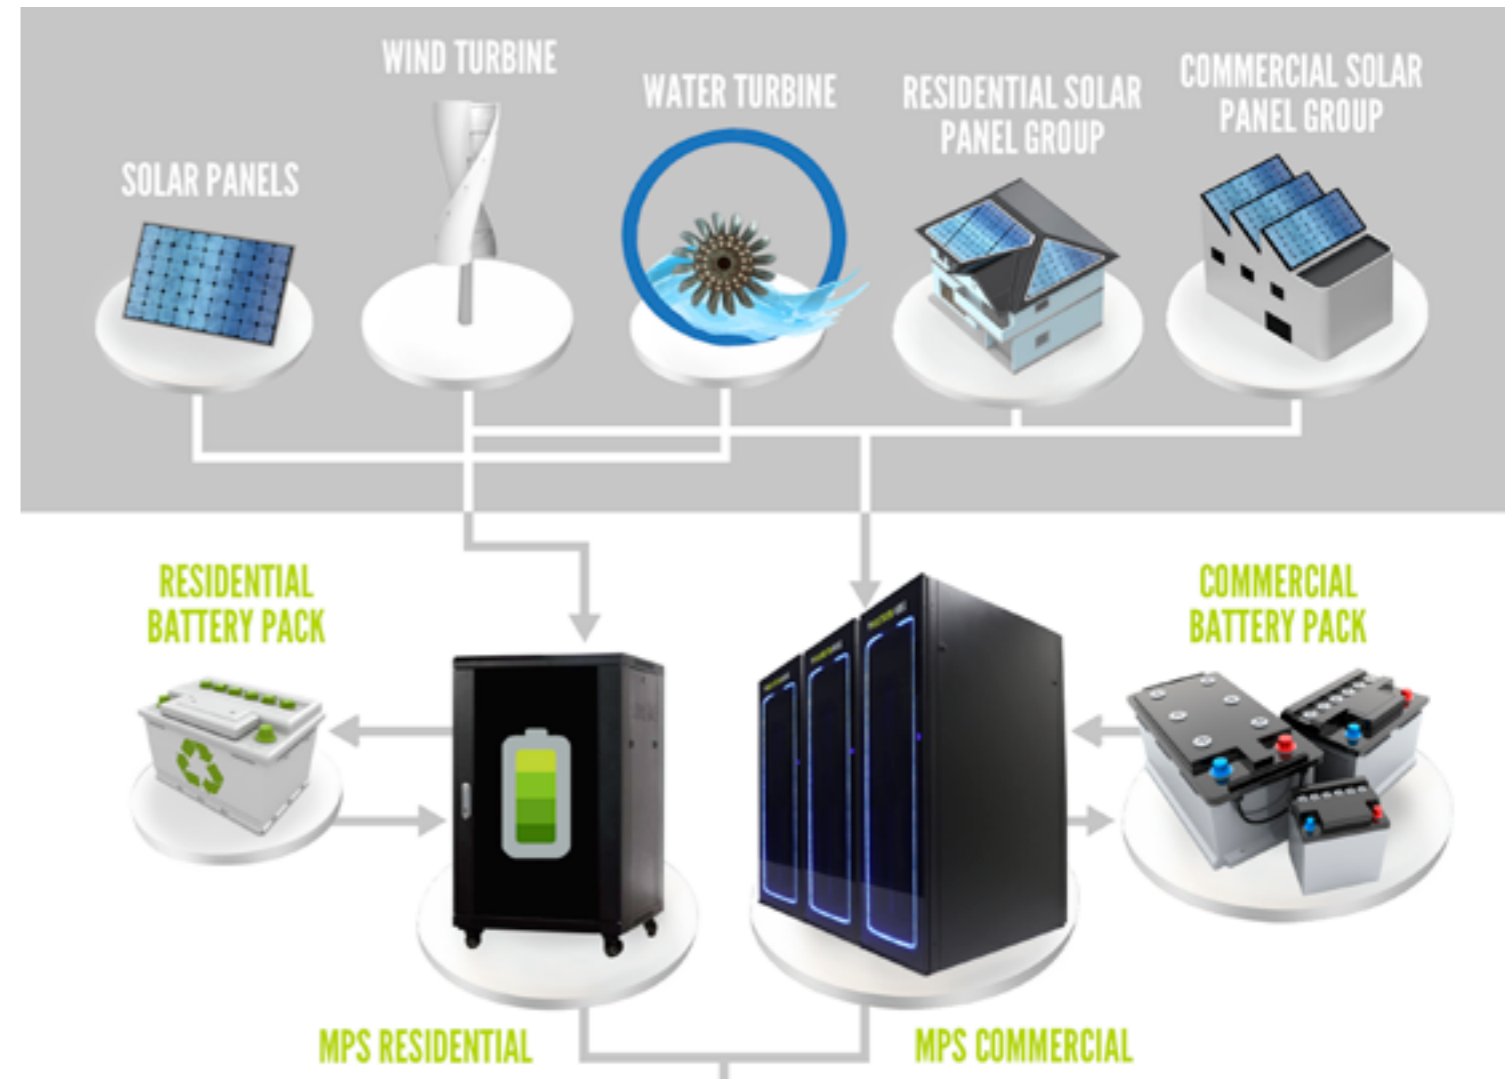 WIND TURBINE
WATER TURBINE
RESIDENTIAL SOLAR
PANEL GROUP
COMMERCIAL SOLAR
PANEL GROUP
SOLAR PANELS
RESIDENTIAL
BATTERY PACK
COMMERCIAL
BATTERY PACK
MPS RESIDENTIAL
MPS COMMERCIAL